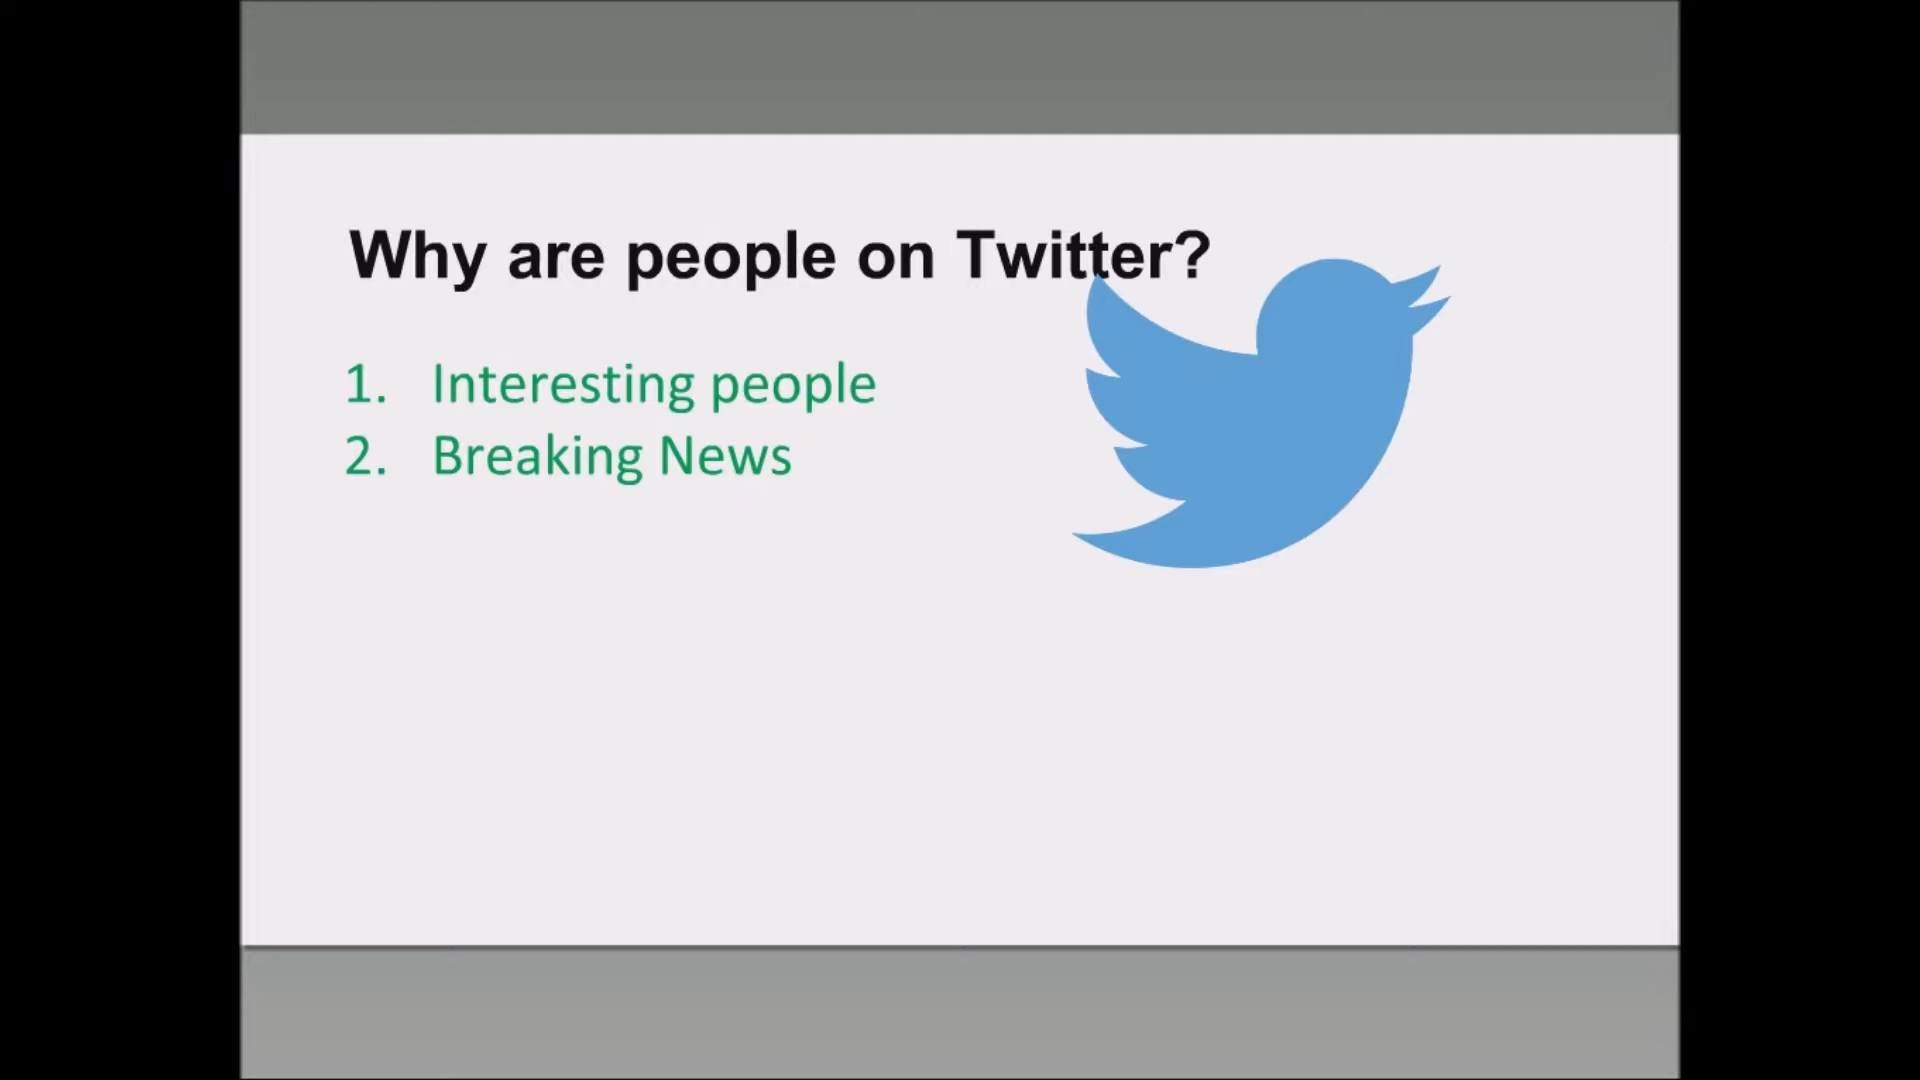 Why are people on Twitter?
1. Interesting people
2. Breaking News